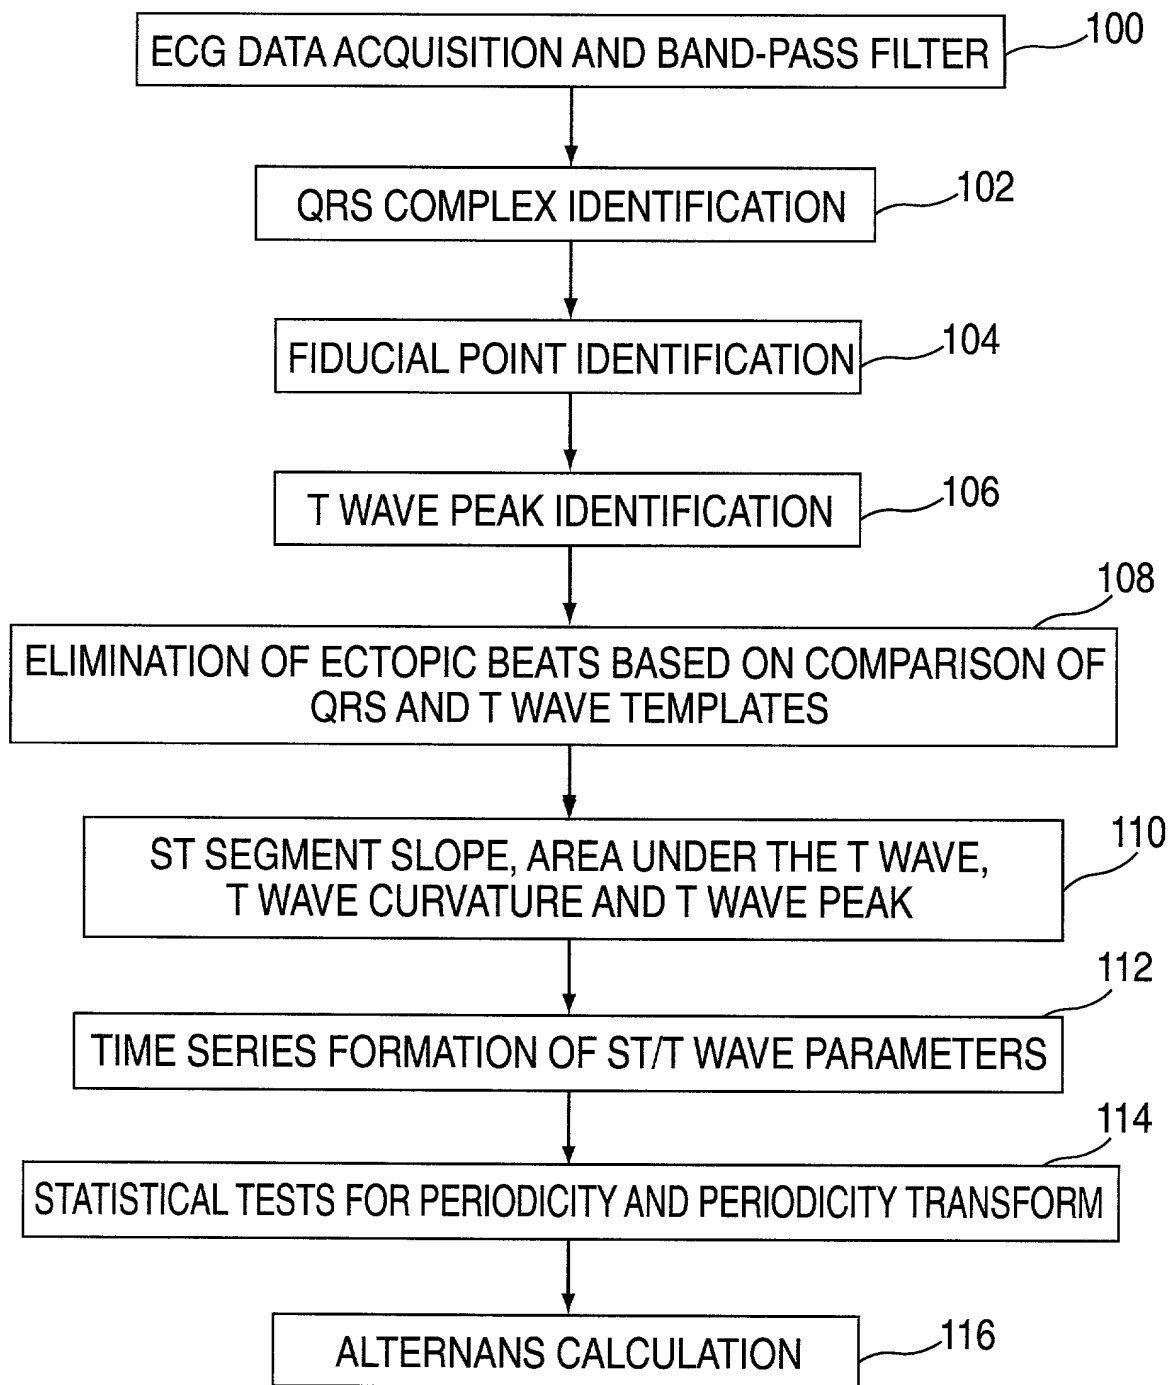 ECG DATA ACQUISITION AND BAND-PASS FILTER
100
QRS COMPLEX IDENTIFICATION
102
FIDUCIAL POINT IDENTIFICATION
104
T WAVE PEAK IDENTIFICATION
106
108
ELIMINATION OF ECTOPIC BEATS BASED ON COMPARISON OF
QRS AND T WAVE TEMPLATES
ST SEGMENT SLOPE, AREA UNDER THE T WAVE,
T WAVE CURVATURE AND T WAVE PEAK
110
112
TIME SERIES FORMATION OF ST/T WAVE PARAMETERS
114
STATISTICAL TESTS FOR PERIODICITY AND PERIODICITY TRANSFORM
ALTERNANS CALCULATION
116